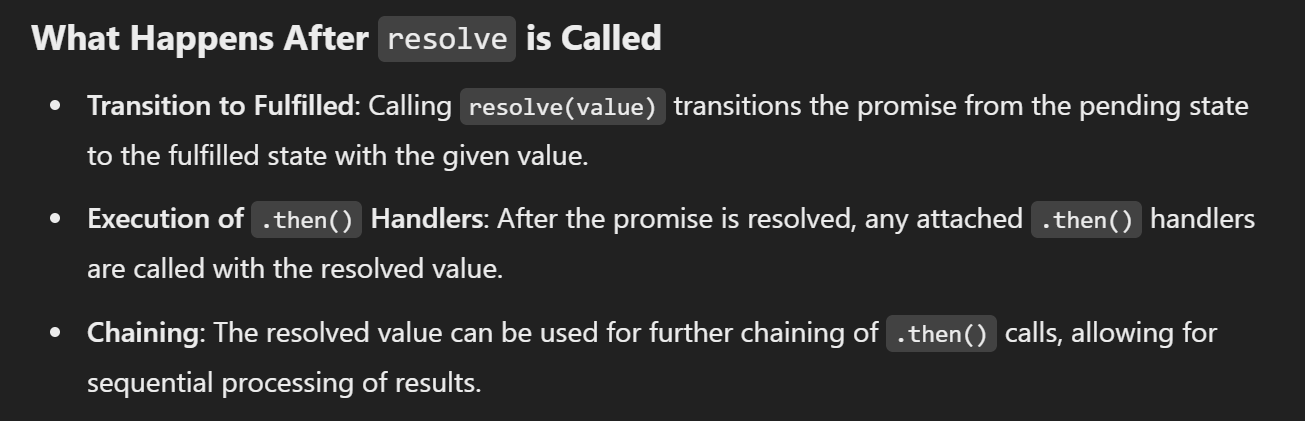 What Happens After resolve is Called
• Transition to Fulfilled: Calling resolve(value) transitions the promise from the pending state
to the fulfilled state with the given value.
• Execution of .then() Handlers: After the promise is resolved, any attached .then() handlers
are called with the resolved value.
• Chaining: The resolved value can be used for further chaining of .then() calls, allowing for
sequential processing of results.